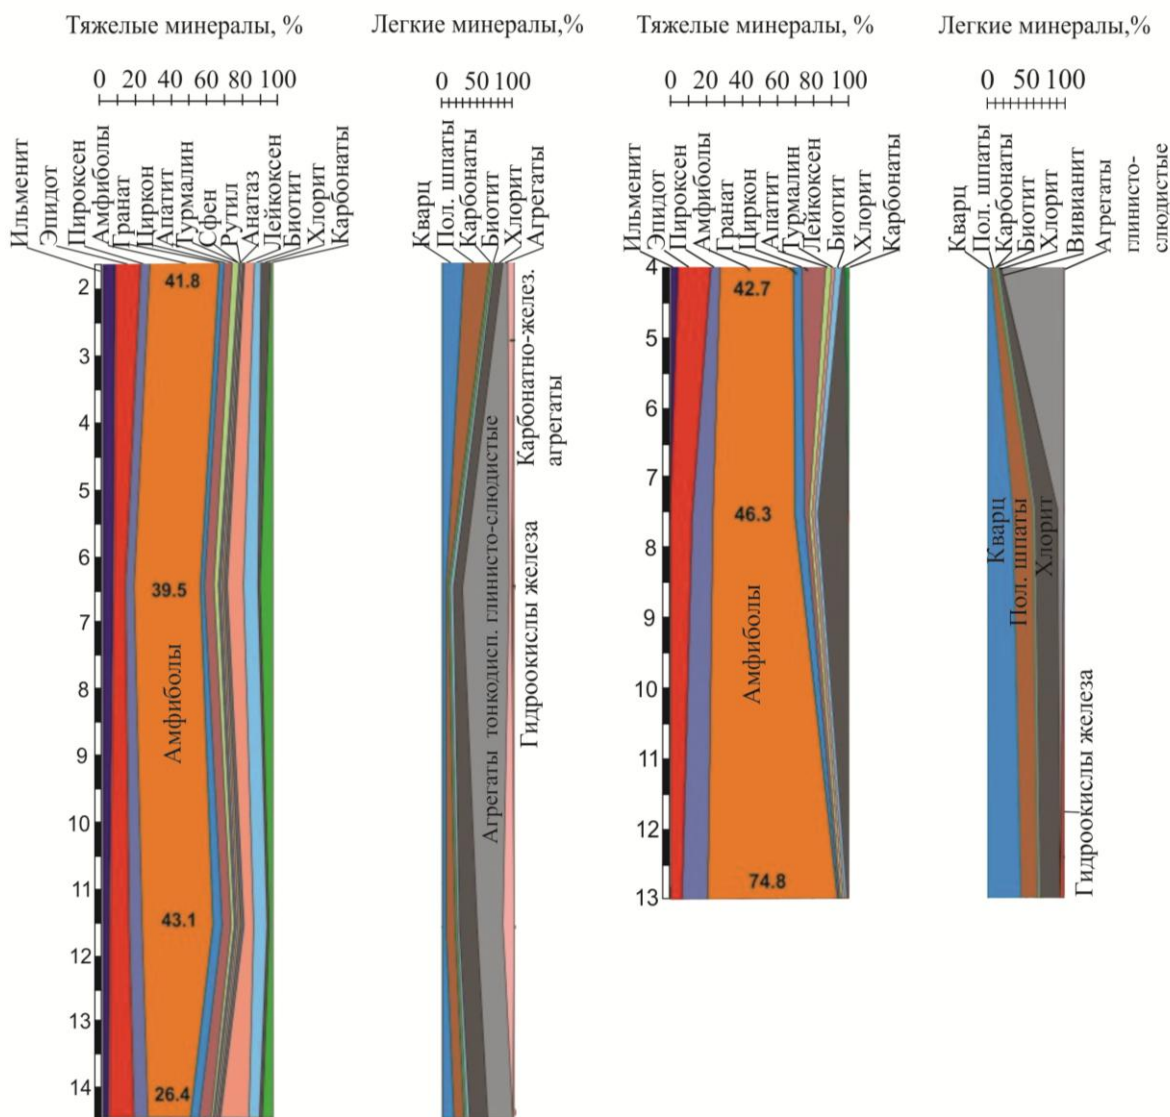 Тяжелые минералы, %
Легкие минералы,%
Тяжелые минералы, %
Легкие минералы,%
0 20 40 60 80 100
0 50 100
0 20 40 60 80 100
0 50 100
Ильменит
Эпидот
Пироксен
Амфиболы
Гранат
Циркон
Апатит
Турмалин
Сфен
Рутил
Анатаз
Лейкоксен
Биотит
Хлорит
Карбонаты
Кварц
Пол. шпаты
Карбонаты
Биотит
Хлорит
Агрегаты
Ильменит
Эпидот
Пироксен
Амфиболы
Гранат
Циркон
Апатит
Турмалин
Лейкоксен
Биотит
Хлорит
Карбонаты
Кварц
Пол. шпаты
Карбонаты
Биотит
Хлорит
Вивианит
Агрегаты
глинисто-
слюдистые
2
3
4
5
6
7
8
9
10
11
12
13
14
41.8
39.5
Амфиболы
43.1
26.4
Агрегаты тонкодисп. глинисто-слюдистые
Карбонатно-желез.
агрегаты
Гидроокислы железа
4
5
6
7
8
9
10
11
12
13
42.7
46.3
Амфиболы
74.8
Кварц
Пол. шпаты
Хлорит
Гидроокислы железа